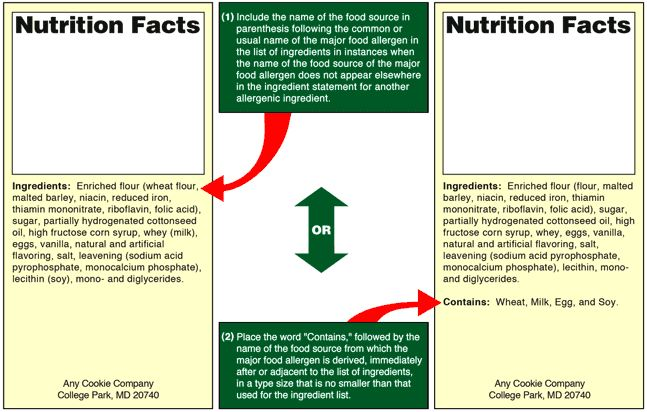 Nutrition Facts
Ingredients: Enriched flour (wheat flour,
malted barley, niacin, reduced iron,
thiamin mononitrate, riboflavin, folic acid),
sugar, partially hydrogenated cottonseed
oil, high fructose corn syrup, whey (milk),
eggs, vanilla, natural and artificial
flavoring, salt, leavening (sodium acid
pyrophosphate, monocalcium phosphate),
lecithin (soy), mono- and diglycerides.
Any Cookie Company
College Park, MD 20740
(1) Include the name of the food source in
parenthesis following the common or
usual name of the major food allergen in
the list of ingredients in instances when
the name of the food source of the major
food allergen does not appear elsewhere
in the ingredient statement for another
allergenic ingredient.
OR
(2) Place the word "Contains," followed by the
name of the food source from which the
major food allergen is derived, immediately
after or adjacent to the list of ingredients,
in a type size that is no smaller than that
used for the ingredient list.
Nutrition Facts
Ingredients: Enriched flour (flour, malted
barley, niacin, reduced iron, thiamin
mononitrate, riboflavin, folic acid), sugar,
partially hydrogenated cottonseed oil, high
fructose corn syrup, whey, eggs, vanilla,
natural and artificial flavoring, salt,
leavening (sodium acid pyrophosphate,
monocalcium phosphate), lecithin, mono-
and diglycerides.
Contains: Wheat, Milk, Egg, and Soy.
Any Cookie Company
College Park, MD 20740